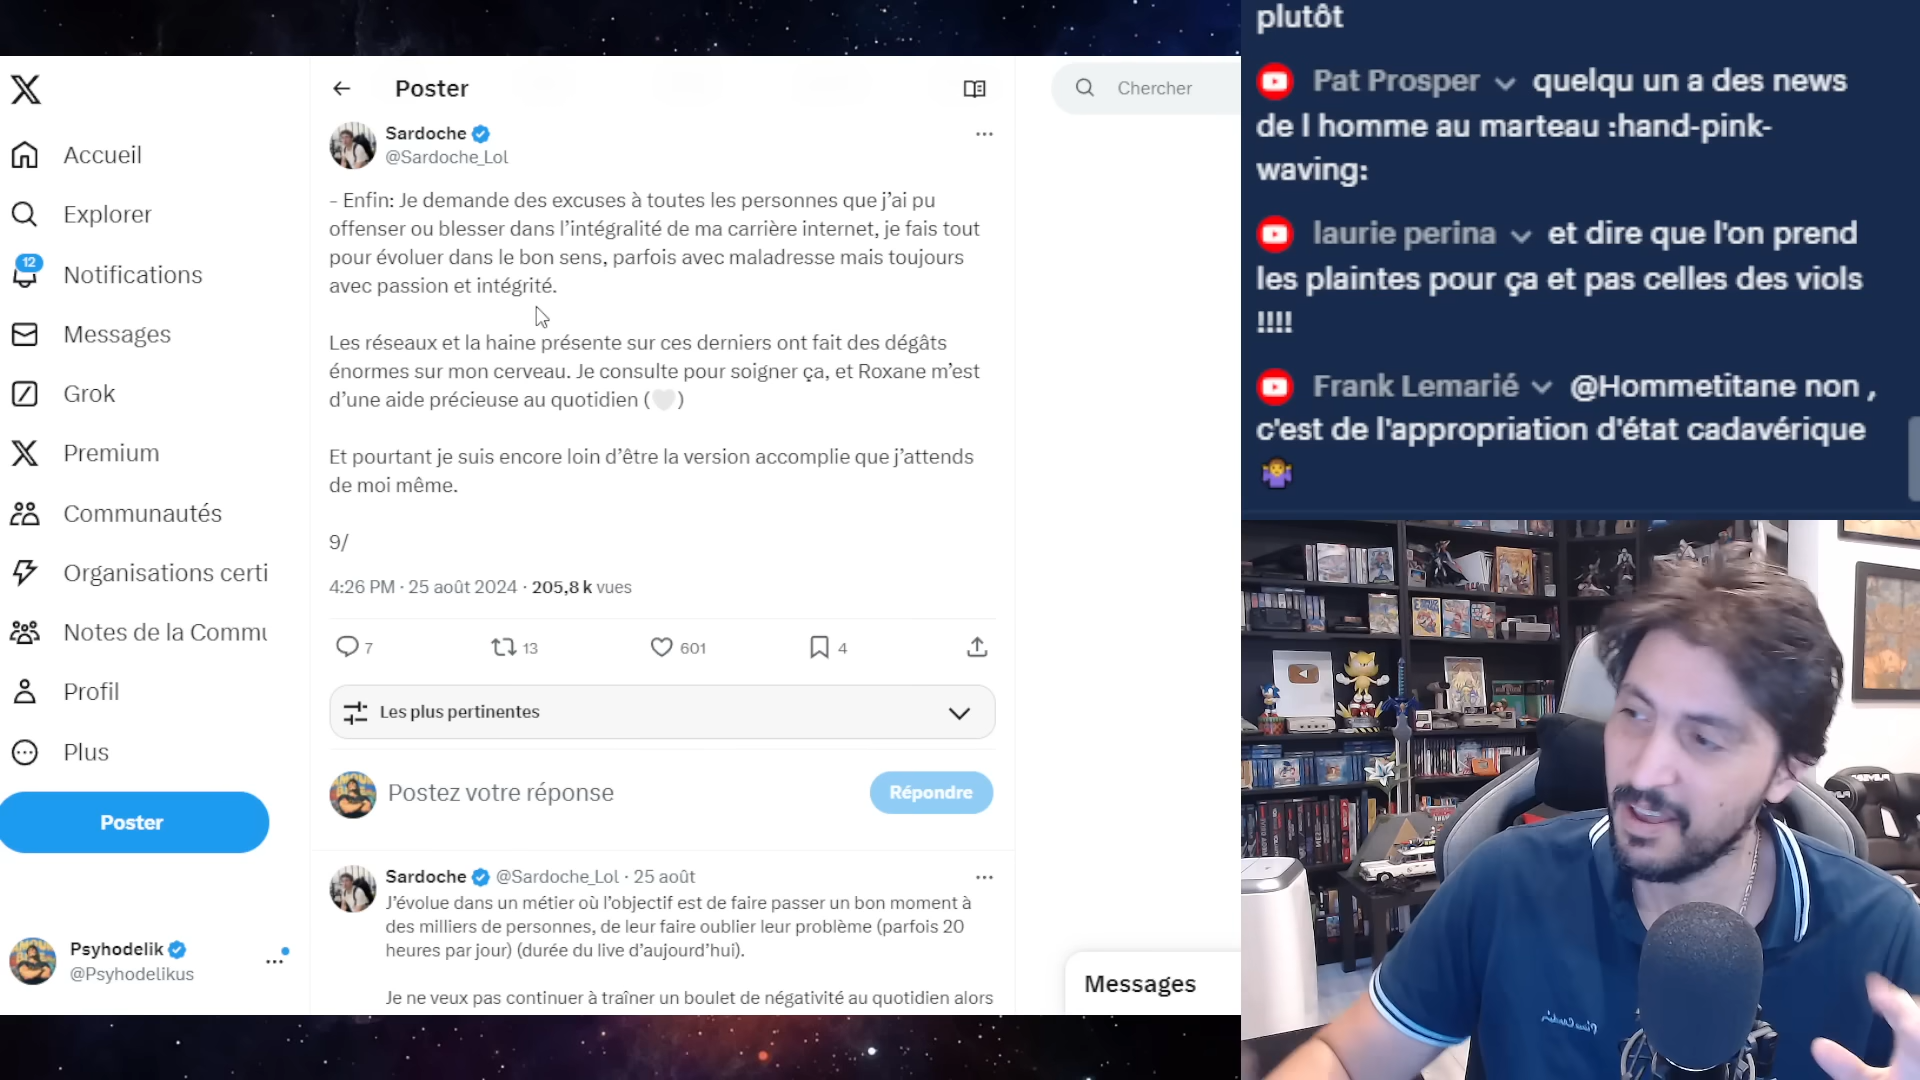 Poster
Chercher
Accueil
Explorer
12
Notifications
Messages
Grok
Premium
Communautés
Organisations certi
Notes de la Commu
Profil
Plus
Poster
Psyhodelik
@Psyhodelikus
Sardoche
@Sardoche_Lol
- Enfin: Je demande des excuses à toutes les personnes que j’ai pu
offenser ou blesser dans l’intégralité de ma carrière internet, je fais tout
pour évoluer dans le bon sens, parfois avec maladresse mais toujours
avec passion et intégrité.
Les réseaux et la haine présente sur ces derniers ont fait des dégâts
énormes sur mon cerveau. Je consulte pour soigner ça, et Roxane m’est
d’une aide précieuse au quotidien (🤍)
Et pourtant je suis encore loin d’être la version accomplie que j’attends
de moi même.
9/
4:26 PM · 25 août 2024 · 205,8 k vues
7 13 601 4
Les plus pertinentes
Postez votre réponse
Répondre
Sardoche @Sardoche_Lol · 25 août
J’évolue dans un métier où l’objectif est de faire passer un bon moment à
des milliers de personnes, de leur faire oublier leur problème (parfois 20
heures par jour) (durée du live d’aujourd’hui).
Je ne veux pas continuer à traîner un boulet de négativité au quotidien alors
Messages
plutôt
Pat Prosper quelqu un a des news
de l homme au marteau :hand-pink-
waving:
laurie perina et dire que l'on prend
les plaintes pour ça et pas celles des viols
!!!!
Frank Lemarié @Hommetitane non ,
c'est de l'appropriation d'état cadavérique
🤷‍♀️